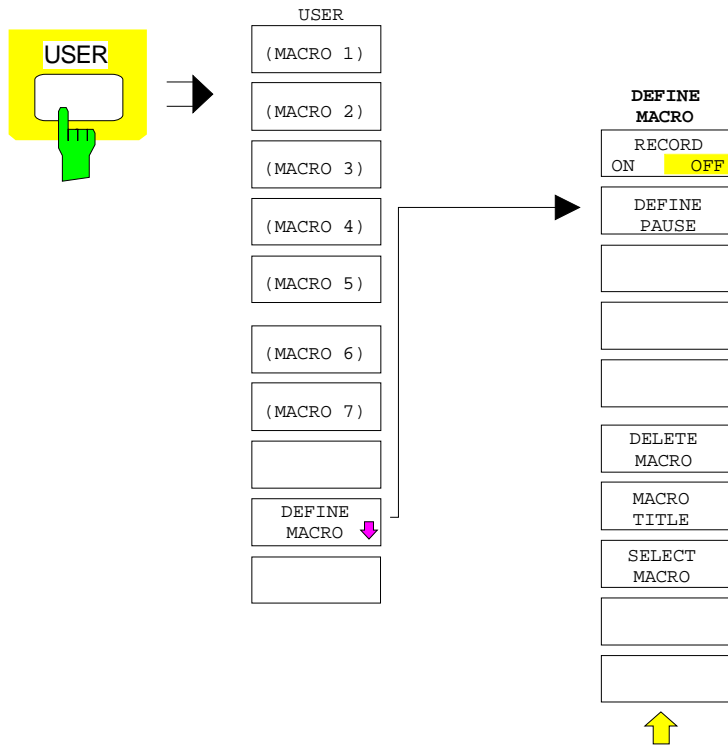 USER
USER
(MACRO 1)
(MACRO 2)
(MACRO 3)
(MACRO 4)
(MACRO 5)
(MACRO 6)
(MACRO 7)
DEFINE
MACRO
DEFINE
MACRO
RECORD
ON OFF
DEFINE
PAUSE
DELETE
MACRO
MACRO
TITLE
SELECT
MACRO